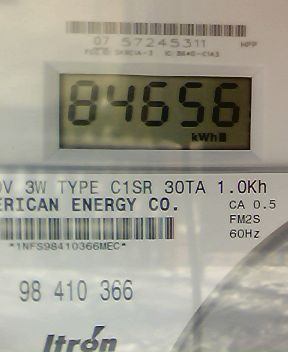 07 57245311 HPP
84656
kWh
V 3W TYPE C1SR 30TA 1.0Kh
ERICAN ENERGY CO.
CA 0.5
FM2S
60Hz
*1NFS98410366MEC*
98 410 366
Itron